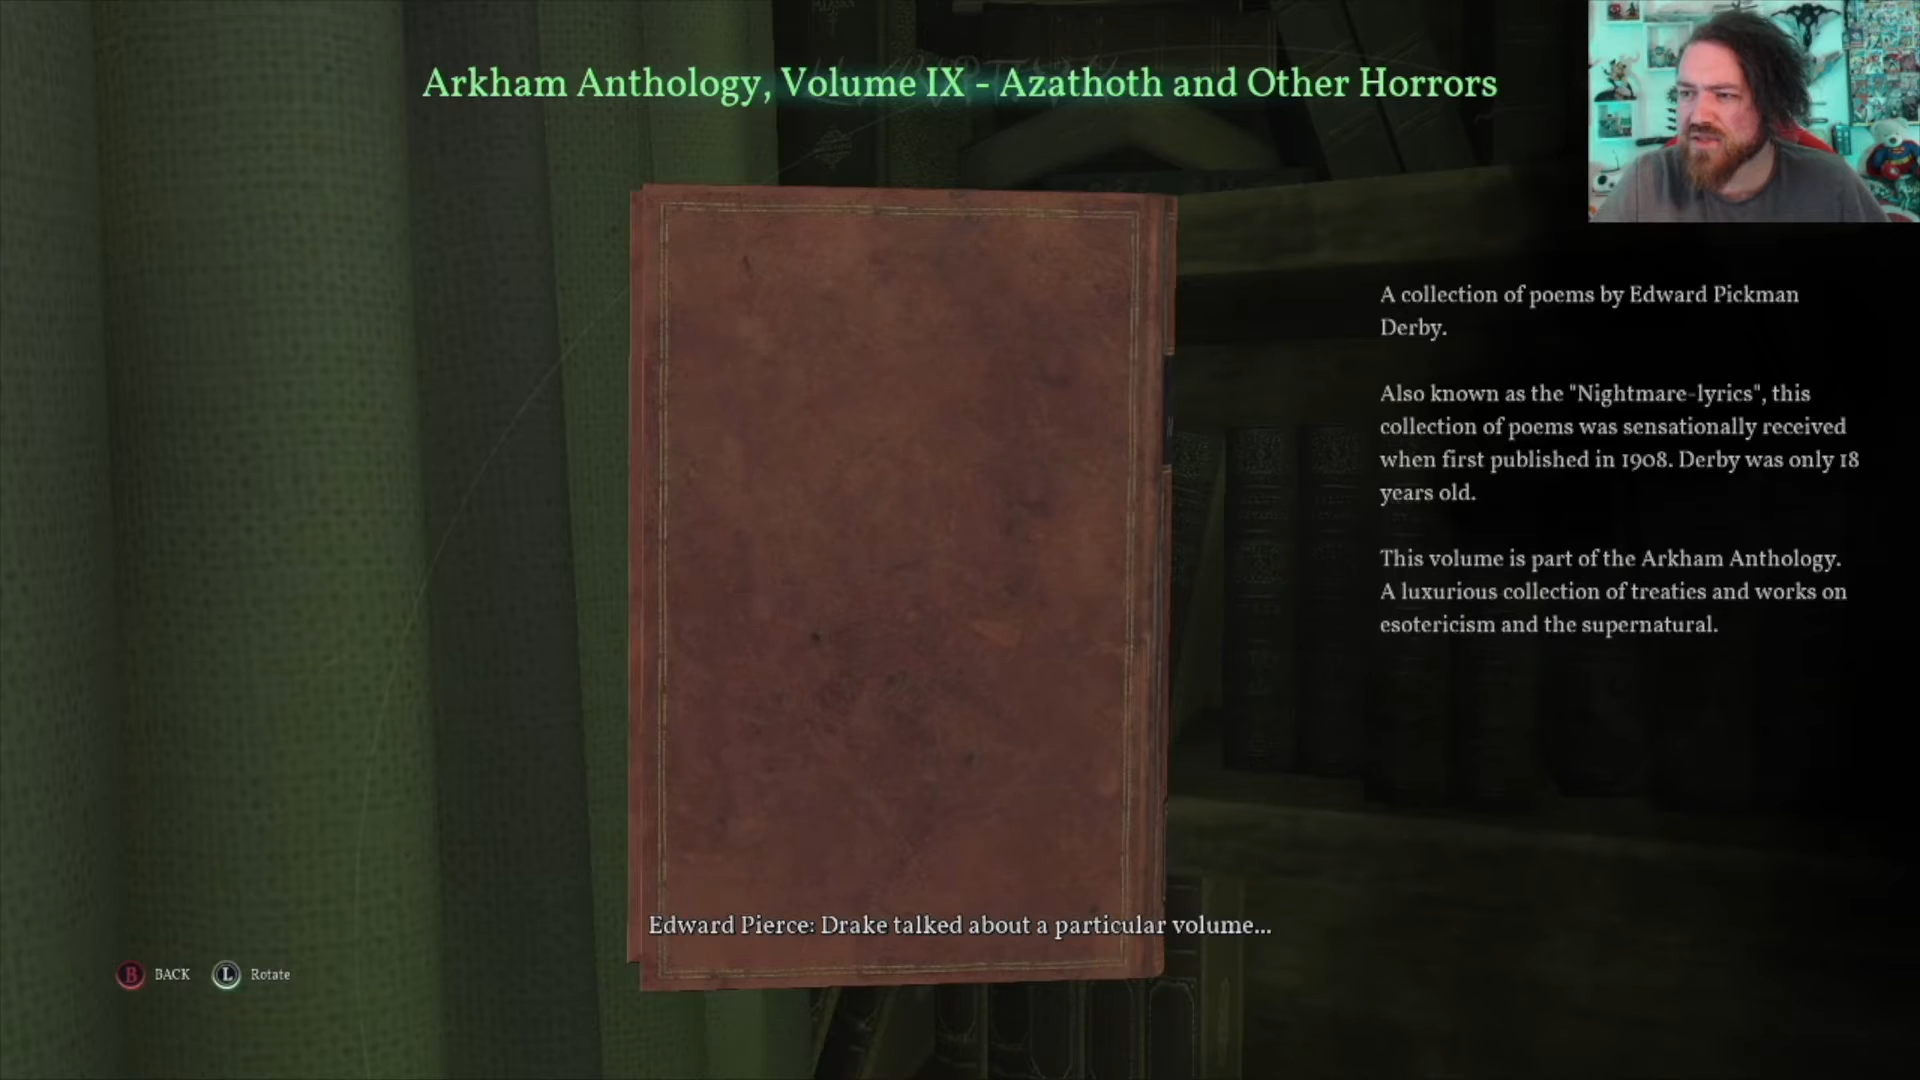 Arkham Anthology, Volume IX - Azathoth and Other Horrors
A collection of poems by Edward Pickman
Derby.
Also known as the "Nightmare-lyrics", this
collection of poems was sensationally received
when first published in 1908. Derby was only 18
years old.
This volume is part of the Arkham Anthology.
A luxurious collection of treaties and works on
esotericism and the supernatural.
Edward Pierce: Drake talked about a particular volume...
B BACK L Rotate